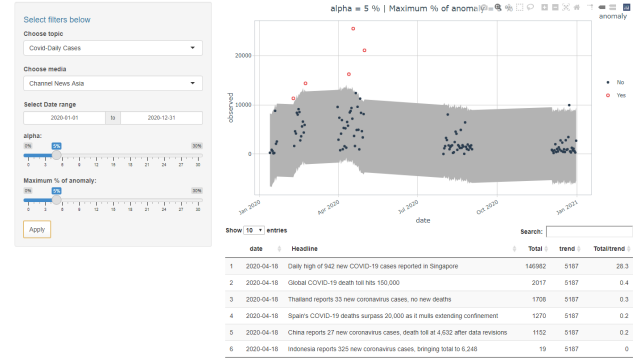 Select filters below
Choose topic
Covid-Daily Cases
Choose media
Channel News Asia
Select Date range
2020-01-01 to 2020-12-31
alpha:
0% 5% 30%
0 3 6 9 12 15 18 21 24 27 30
Maximum % of anomaly:
0% 5% 30%
0 3 6 9 12 15 18 21 24 27 30
Apply
alpha = 5 % | Maximum % of anomaly = 5 %
anomaly
No
Yes
observed
20000
10000
0
Jan 2020 Apr 2020 Jul 2020 Oct 2020 Jan 2021
date
Show 10 entries Search:
date Headline Total trend Total/trend
1 2020-04-18 Daily high of 942 new COVID-19 cases reported in Singapore 146982 5187 28.3
2 2020-04-18 Global COVID-19 death toll hits 150,000 2017 5187 0.4
3 2020-04-18 Thailand reports 33 new coronavirus cases, no new deaths 1708 5187 0.3
4 2020-04-18 Spain's COVID-19 deaths surpass 20,000 as it mulls extending confinement 1270 5187 0.2
5 2020-04-18 China reports 27 new coronavirus cases, death toll at 4,632 after data revisions 1152 5187 0.2
6 2020-04-18 Indonesia reports 325 new coronavirus cases, bringing total to 6,248 19 5187 0